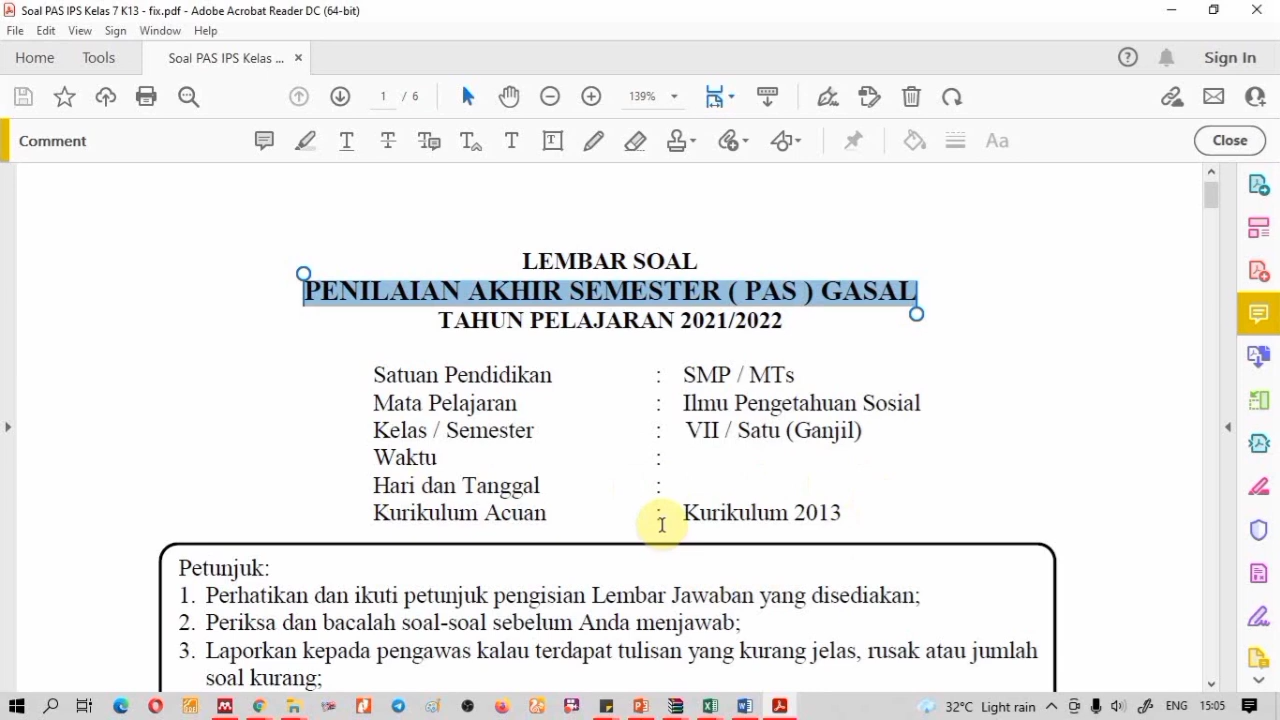 Soal PAS IPS Kelas 7 K13 - fix.pdf - Adobe Acrobat Reader DC (64-bit)
File Edit View Sign Window Help
Home Tools Soal PAS IPS Kelas ... × Sign In
1 / 6 139%
Comment Close
LEMBAR SOAL
PENILAIAN AKHIR SEMESTER ( PAS ) GASAL
TAHUN PELAJARAN 2021/2022
Satuan Pendidikan : SMP / MTs
Mata Pelajaran : Ilmu Pengetahuan Sosial
Kelas / Semester : VII / Satu (Ganjil)
Waktu :
Hari dan Tanggal :
Kurikulum Acuan : Kurikulum 2013
Petunjuk:
1. Perhatikan dan ikuti petunjuk pengisian Lembar Jawaban yang disediakan;
2. Periksa dan bacalah soal-soal sebelum Anda menjawab;
3. Laporkan kepada pengawas kalau terdapat tulisan yang kurang jelas, rusak atau jumlah
soal kurang;
32°C Light rain ENG 15:05